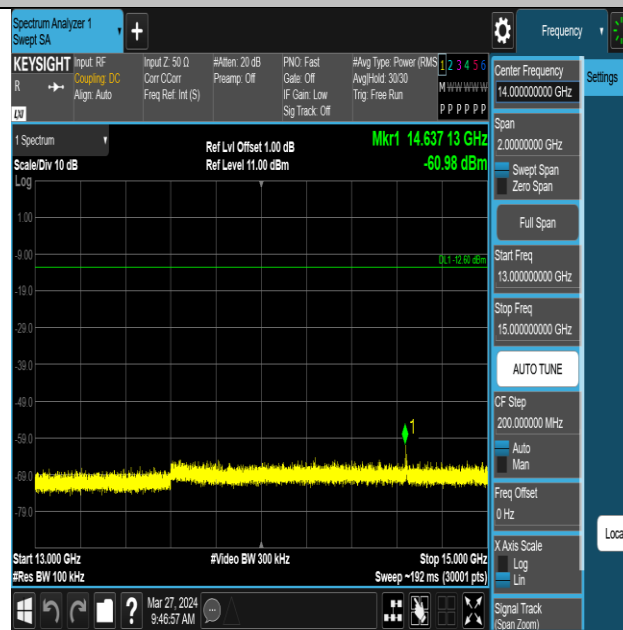 Spectrum Analyzer 1
Swept SA
+
Frequency
KEYSIGHT
R
LXI
Input: RF
Coupling: DC
Align: Auto
Input Z: 50 Ω
Corr CCorr
Freq Ref: Int (S)
#Atten: 20 dB
Preamp: Off
PNO: Fast
Gate: Off
IF Gain: Low
Sig Track: Off
#Avg Type: Power (RMS
Avg|Hold: 30/30
Trig: Free Run
1 2 3 4 5 6
M W W W W W
P P P P P P
1 Spectrum
Scale/Div 10 dB
Log
Ref Lvl Offset 1.00 dB
Ref Level 11.00 dBm
Mkr1 14.637 13 GHz
-60.98 dBm
1.00
-9.00
DL1 -12.60 dBm
-19.0
-29.0
-39.0
-49.0
1
-59.0
-69.0
-79.0
Start 13.000 GHz
#Video BW 300 kHz
Stop 15.000 GHz
#Res BW 100 kHz
Sweep ~192 ms (30001 pts)
?
Mar 27, 2024
9:46:57 AM
Center Frequency
14.000000000 GHz
Span
2.00000000 GHz
Swept Span
Zero Span
Full Span
Start Freq
13.000000000 GHz
Stop Freq
15.000000000 GHz
AUTO TUNE
CF Step
200.000000 MHz
Auto
Man
Freq Offset
0 Hz
X Axis Scale
Log
Lin
Signal Track
(Span Zoom)
Settings
Loca